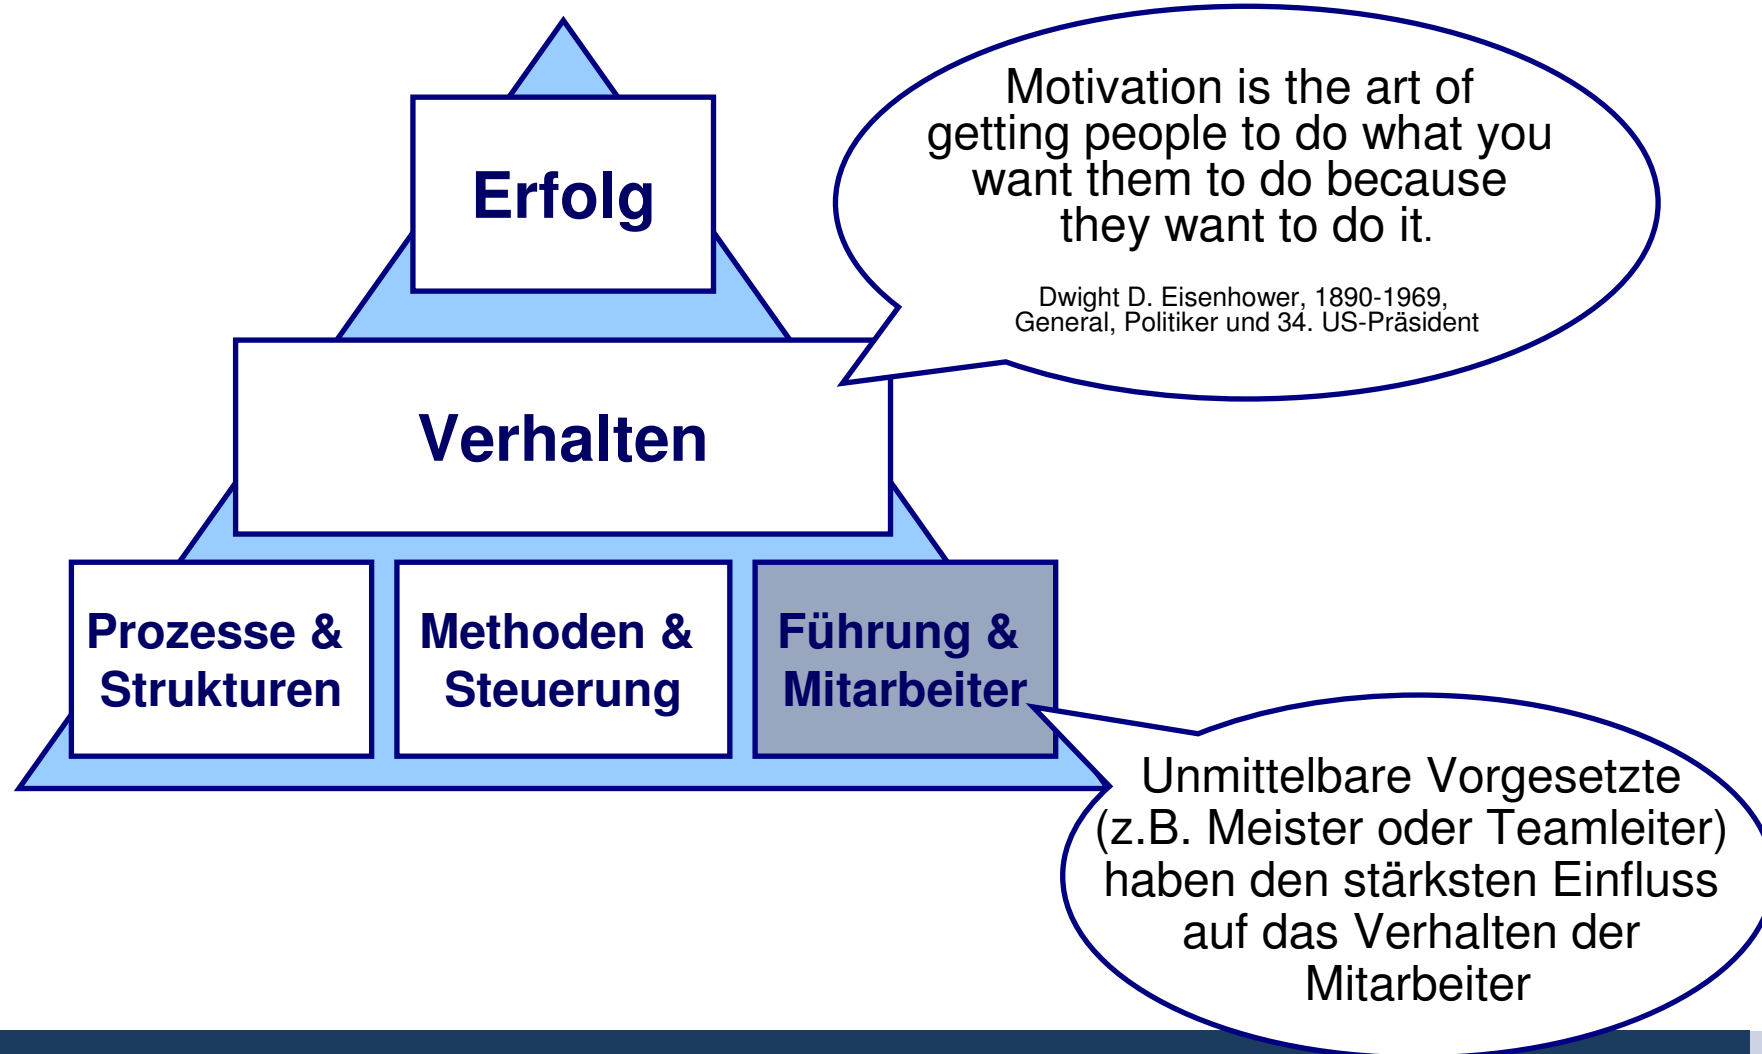 Motivation is the art of
getting people to do what you
want them to do because
they want to do it.
Dwight D. Eisenhower, 1890-1969,
General, Politiker und 34. US-Präsident
Erfolg
Verhalten
Prozesse &
Strukturen
Methoden &
Steuerung
Führung &
Mitarbeiter
Unmittelbare Vorgesetzte
(z.B. Meister oder Teamleiter)
haben den stärksten Einfluss
auf das Verhalten der
Mitarbeiter